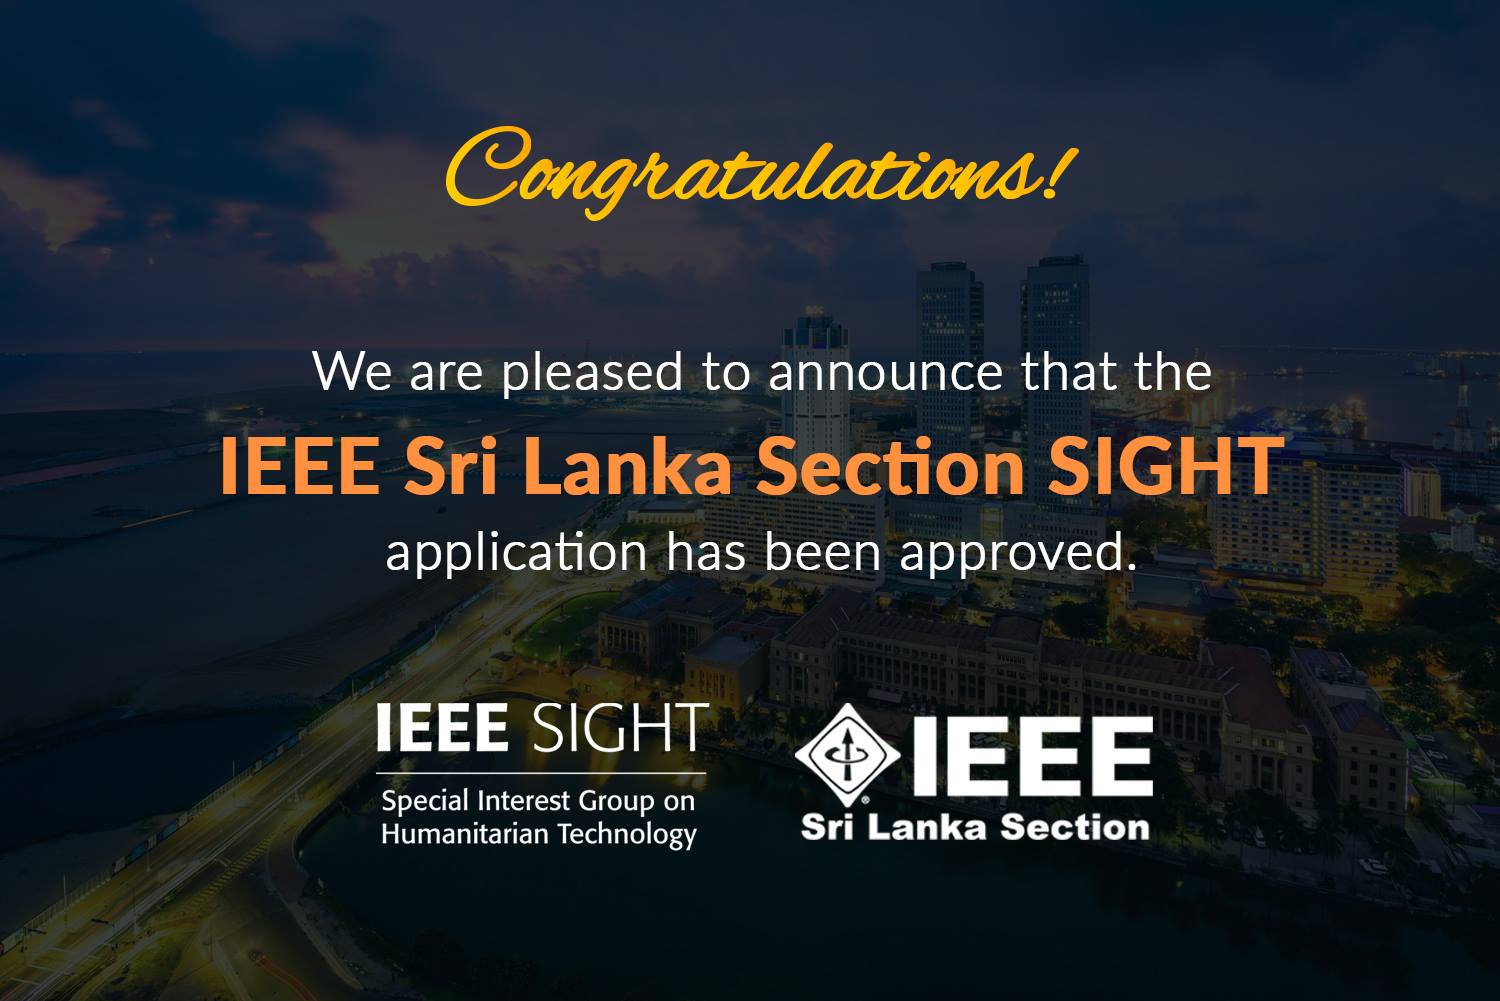 Congratulations!
We are pleased to announce that the
IEEE Sri Lanka Section SIGHT
application has been approved.
IEEE SIGHT
Special Interest Group on
Humanitarian Technology
IEEE
Sri Lanka Section